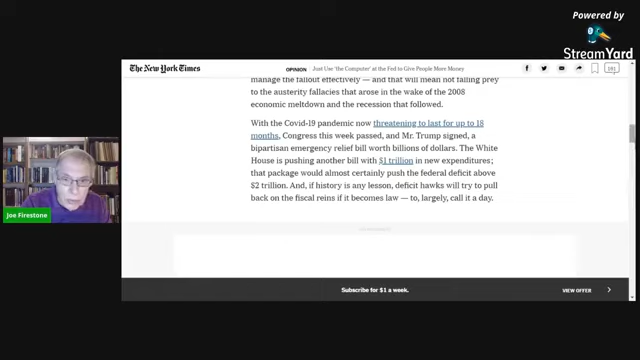 Powered by
StreamYard
The New York Times
OPINION Just Use 'the Computer' at the Fed to Give People More Money
181
manage the fallout effectively — and that will mean not falling prey
to the austerity fallacies that arose in the wake of the 2008
economic meltdown and the recession that followed.
With the Covid-19 pandemic now threatening to last for up to 18
months, Congress this week passed, and Mr. Trump signed, a
bipartisan emergency relief bill worth billions of dollars. The White
House is pushing another bill with $1 trillion in new expenditures;
that package would almost certainly push the federal deficit above
$2 trillion. And, if history is any lesson, deficit hawks will try to pull
back on the fiscal reins if it becomes law — to, largely, call it a day.
Joe Firestone
ADVERTISEMENT
Subscribe for $1 a week.
VIEW OFFER